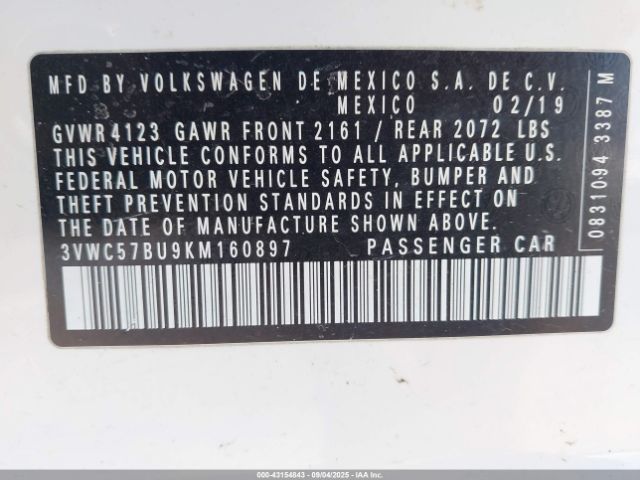 MFD BY VOLKSWAGEN DE MEXICO S.A. DE C.V.
MEXICO 02/19
GVWR 4123 GAWR FRONT 2161 / REAR 2072 LBS
THIS VEHICLE CONFORMS TO ALL APPLICABLE U.S.
FEDERAL MOTOR VEHICLE SAFETY, BUMPER AND
THEFT PREVENTION STANDARDS IN EFFECT ON
THE DATE OF MANUFACTURE SHOWN ABOVE.
3VWC57BU9KM160897 PASSENGER CAR
0831094 3387 M
000-43154843 - 09/04/2025 - IAAI.CA